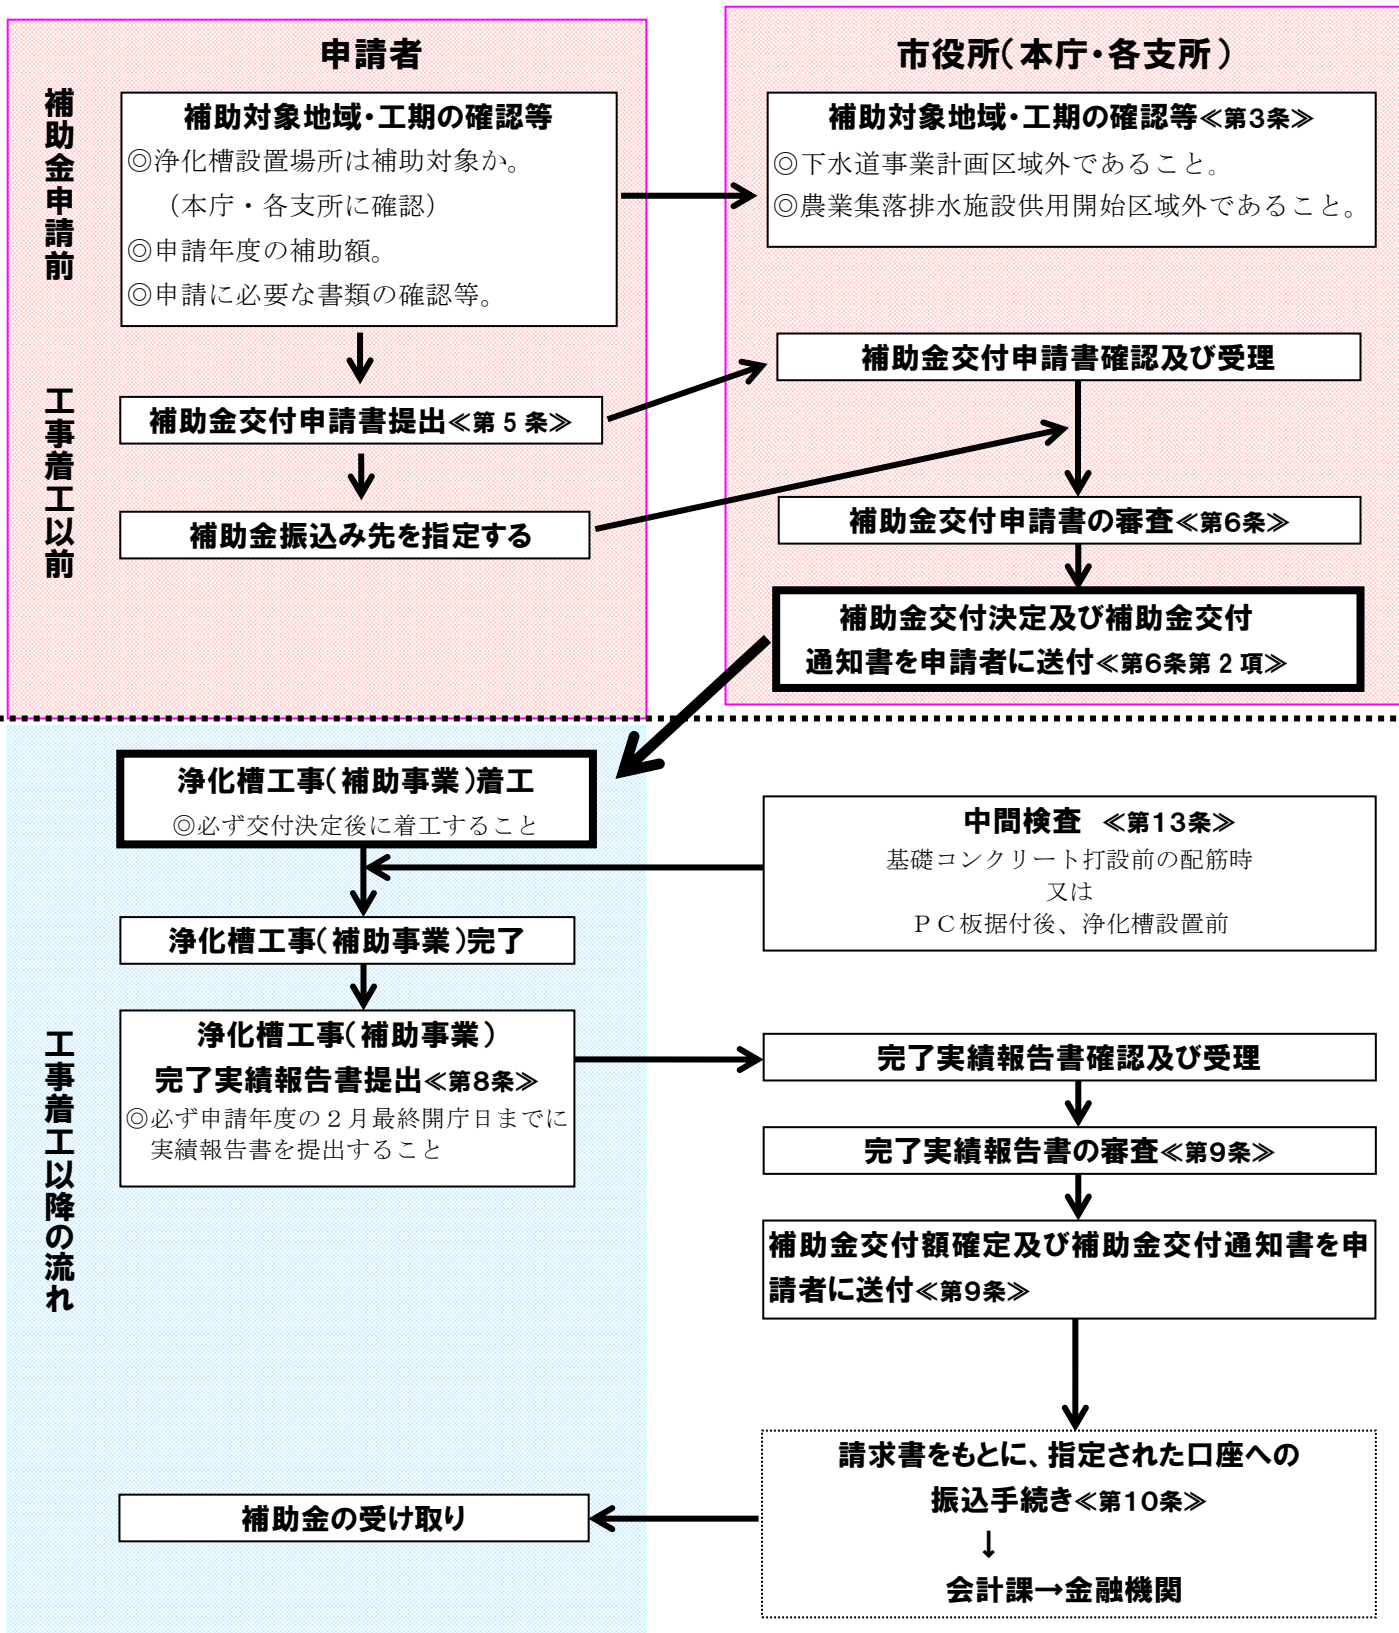 申請者
市役所(本庁・各支所)
補助金申請前
補助対象地域・工期の確認等
◎浄化槽設置場所は補助対象か。
(本庁・各支所に確認)
◎申請年度の補助額。
◎申請に必要な書類の確認等。
補助対象地域・工期の確認等≪第3条≫
◎下水道事業計画区域外であること。
◎農業集落排水施設供用開始区域外であること。
工事着工以前
補助金交付申請書提出≪第5条≫
補助金交付申請書確認及び受理
補助金振込み先を指定する
補助金交付申請書の審査≪第6条≫
補助金交付決定及び補助金交付
通知書を申請者に送付≪第6条第2項≫
浄化槽工事(補助事業)着工
◎必ず交付決定後に着工すること
中間検査 ≪第13条≫
基礎コンクリート打設前の配筋時
又は
PC板据付後、浄化槽設置前
浄化槽工事(補助事業)完了
工事着工以降の流れ
浄化槽工事(補助事業)
完了実績報告書提出≪第8条≫
◎必ず申請年度の2月最終開庁日までに
実績報告書を提出すること
完了実績報告書確認及び受理
完了実績報告書の審査≪第9条≫
補助金交付額確定及び補助金交付通知書を申
請者に送付≪第9条≫
請求書をもとに、指定された口座への
振込手続き≪第10条≫
↓
会計課→金融機関
補助金の受け取り